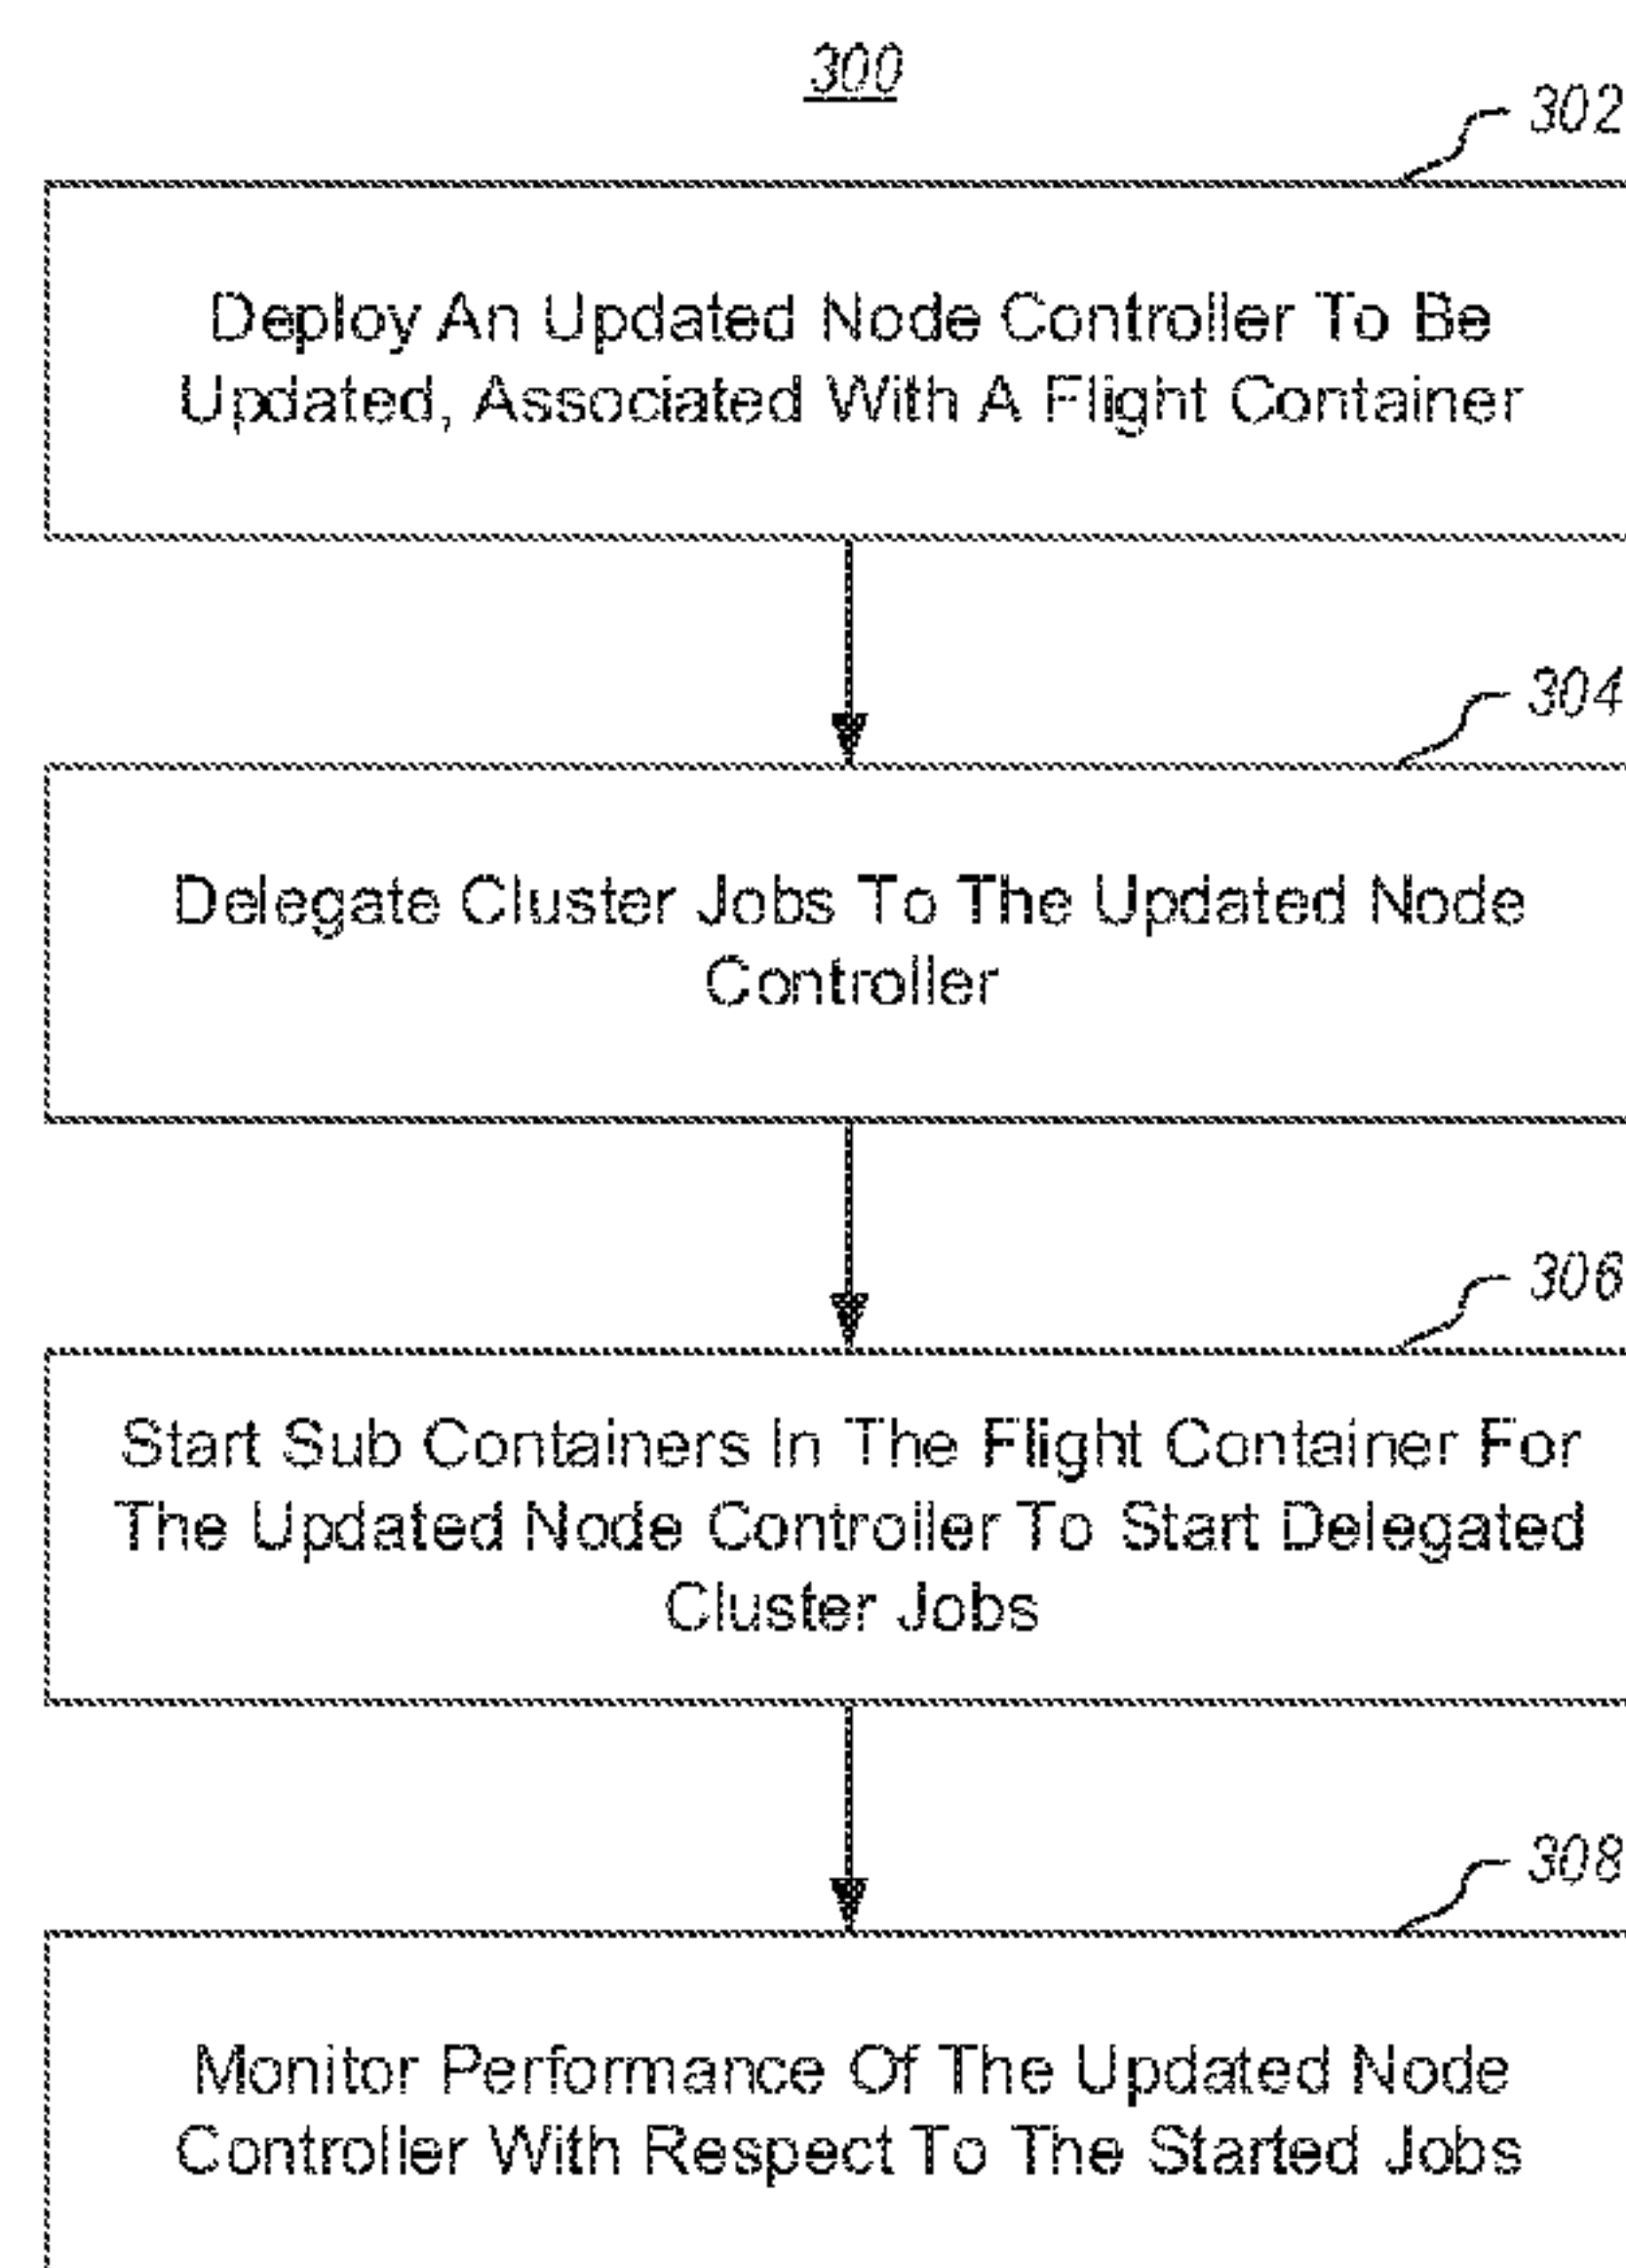 300
302
Deploy An Updated Node Controller To Be
Updated, Associated With A Flight Container
304
Delegate Cluster Jobs To The Updated Node
Controller
306
Start Sub Containers In The Flight Container For
The Updated Node Controller To Start Delegated
Cluster Jobs
308
Monitor Performance Of The Updated Node
Controller With Respect To The Started Jobs